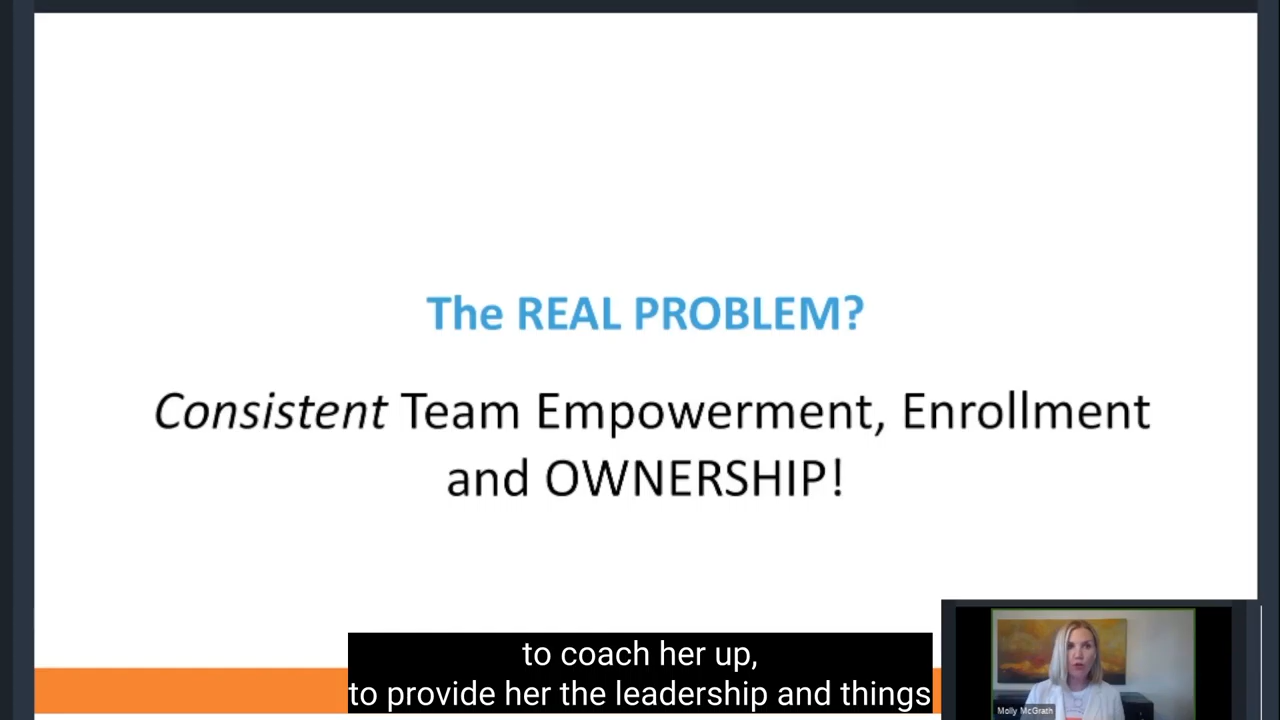 The REAL PROBLEM?
Consistent Team Empowerment, Enrollment
and OWNERSHIP!
to coach her up,
to provide her the leadership and things
Molly McGrath